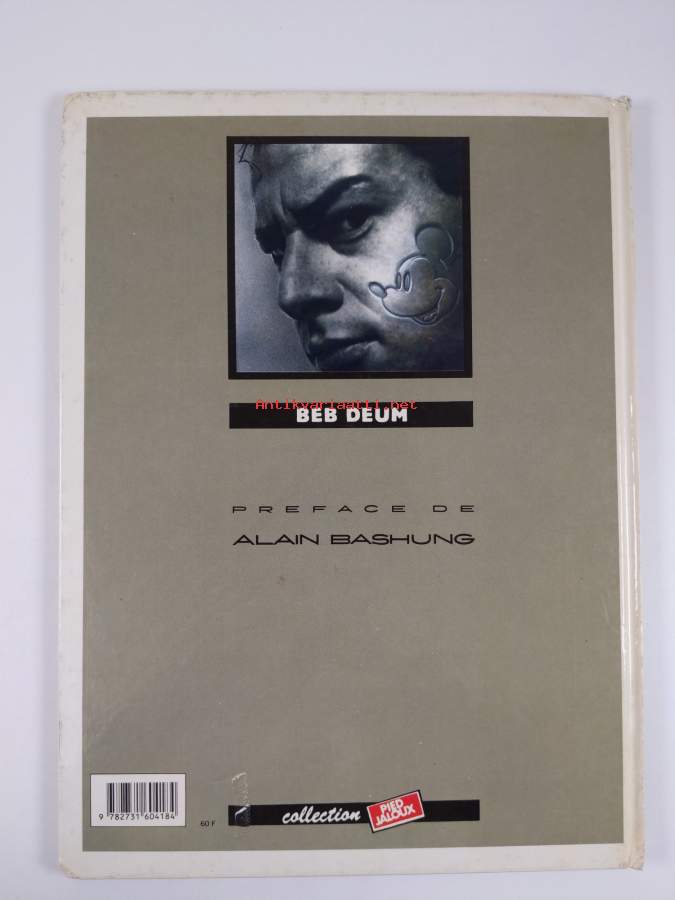 Antikvariaatti.net
BEB DEUM
PREFACE DE
ALAIN BASHUNG
9 782731 604184
60 F
collection PIED JALOUX